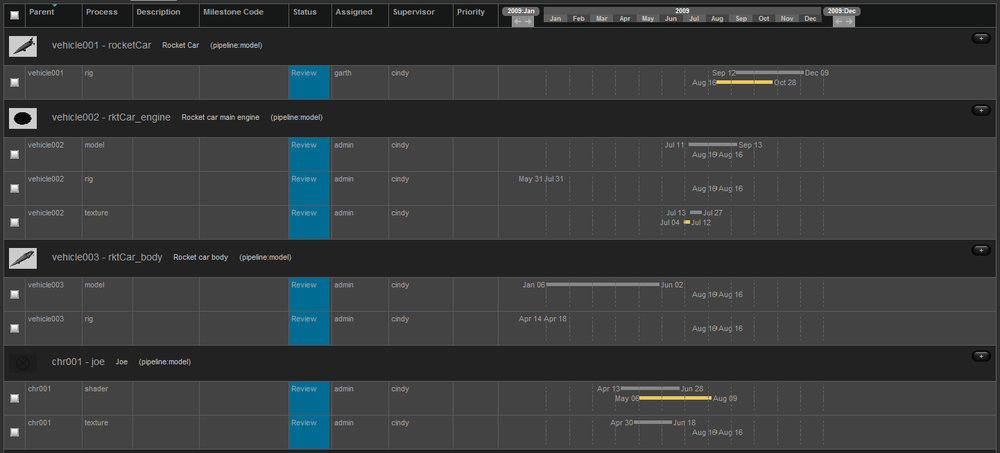 Parent Process Description Milestone Code Status Assigned Supervisor Priority 2009:Jan 2009 2009:Dec
Jan Feb Mar Apr May Jun Jul Aug Sep Oct Nov Dec
vehicle001 - rocketCar Rocket Car (pipeline:model)
vehicle001 rig Review garth cindy Sep 12 Dec 09
Aug 16 Oct 28
vehicle002 - rktCar_engine Rocket car main engine (pipeline:model)
vehicle002 model Review admin cindy Jul 11 Sep 13
Aug 16 Aug 16
vehicle002 rig Review admin cindy May 31 Jul 31
Aug 16 Aug 16
vehicle002 texture Review admin cindy Jul 13 Jul 27
Jul 04 Jul 12
vehicle003 - rktCar_body Rocket car body (pipeline:model)
vehicle003 model Review admin cindy Jan 06 Jun 02
Aug 16 Aug 16
vehicle003 rig Review admin cindy Apr 14 Apr 18
Aug 16 Aug 16
chr001 - joe Joe (pipeline:model)
chr001 shader Review admin cindy Apr 13 Jun 28
May 06 Aug 09
chr001 texture Review admin cindy Apr 30 Jun 18
Aug 16 Aug 16